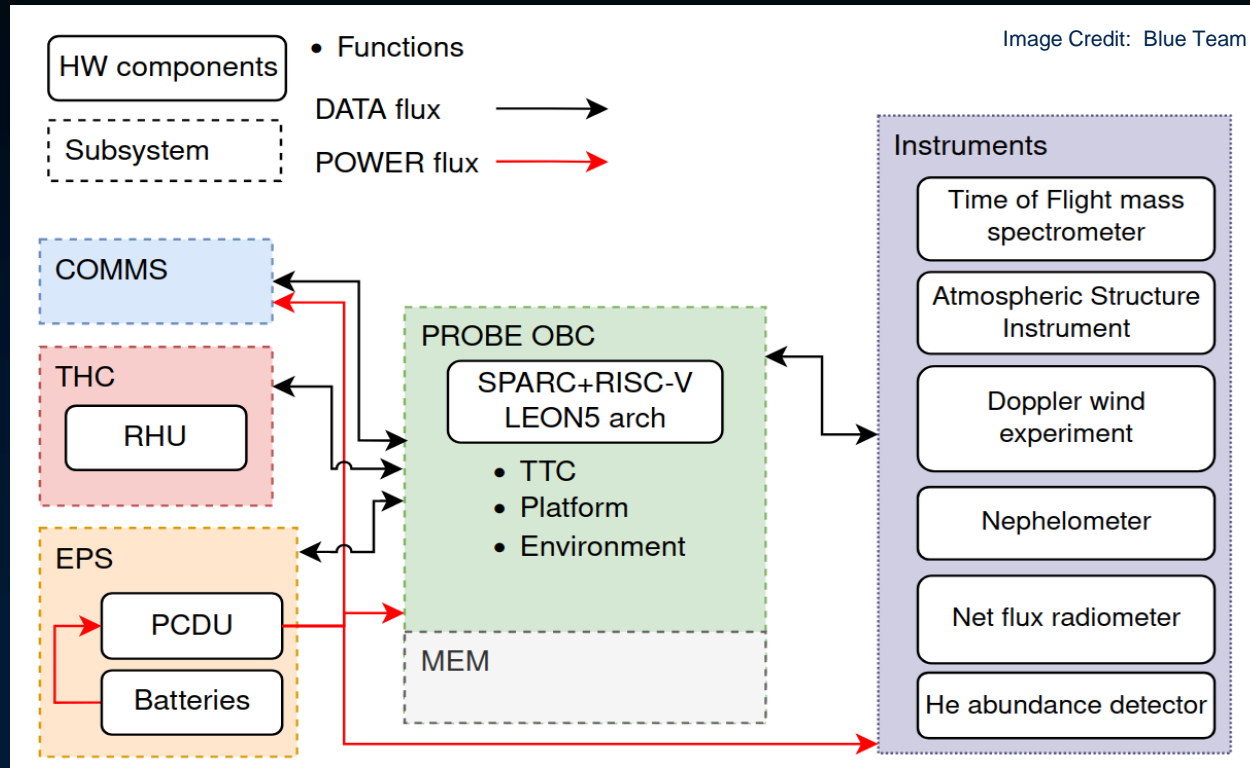 HW components
• Functions
Image Credit: Blue Team
DATA flux
Subsystem
POWER flux
COMMS
THC
RHU
EPS
PCDU
Batteries
PROBE OBC
SPARC+RISC-V
LEON5 arch
• TTC
• Platform
• Environment
MEM
Instruments
Time of Flight mass
spectrometer
Atmospheric Structure
Instrument
Doppler wind
experiment
Nephelometer
Net flux radiometer
He abundance detector